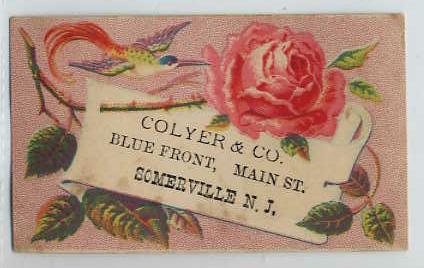 COLYER & CO.
BLUE FRONT, MAIN ST.
SOMERVILLE N. J.